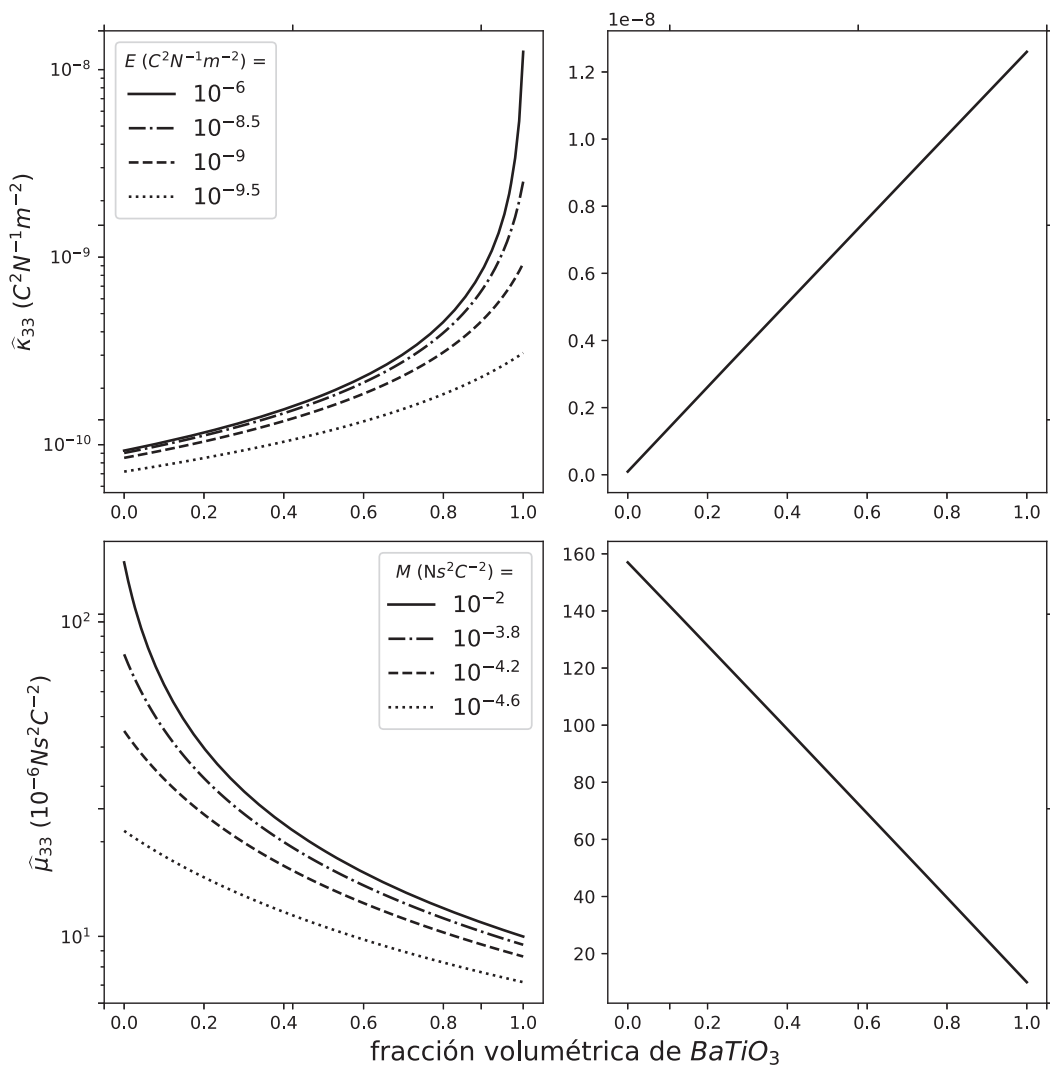 1e−8
E (C²N⁻¹m⁻²) =
10⁻⁶
10⁻⁸·⁵
10⁻⁹
10⁻⁹·⁵
10⁻⁸
10⁻⁹
10⁻¹⁰
κ̂₃₃ (C²N⁻¹m⁻²)
0.0 0.2 0.4 0.6 0.8 1.0
1.2
1.0
0.8
0.6
0.4
0.2
0.0
0.0 0.2 0.4 0.6 0.8 1.0
M (Ns²C⁻²) =
10⁻²
10⁻³·⁸
10⁻⁴·²
10⁻⁴·⁶
10²
10¹
μ̂₃₃ (10⁻⁶Ns²C⁻²)
0.0 0.2 0.4 0.6 0.8 1.0
160
140
120
100
80
60
40
20
0.0 0.2 0.4 0.6 0.8 1.0
fracción volumétrica de BaTiO₃